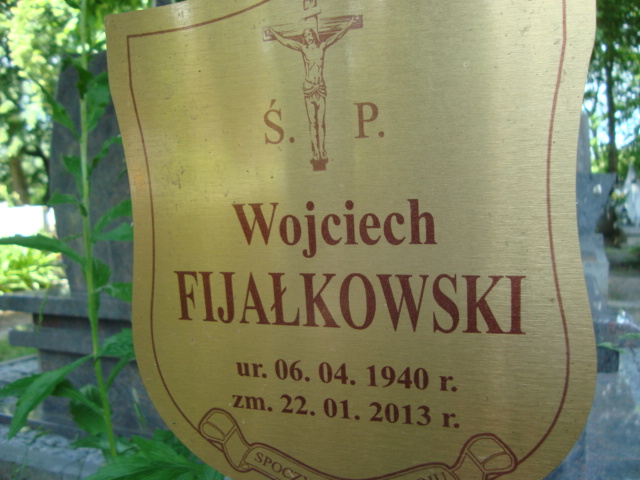 Ś. P.
Wojciech
FIJAŁKOWSKI
ur. 06. 04. 1940 r.
zm. 22. 01. 2013 r.